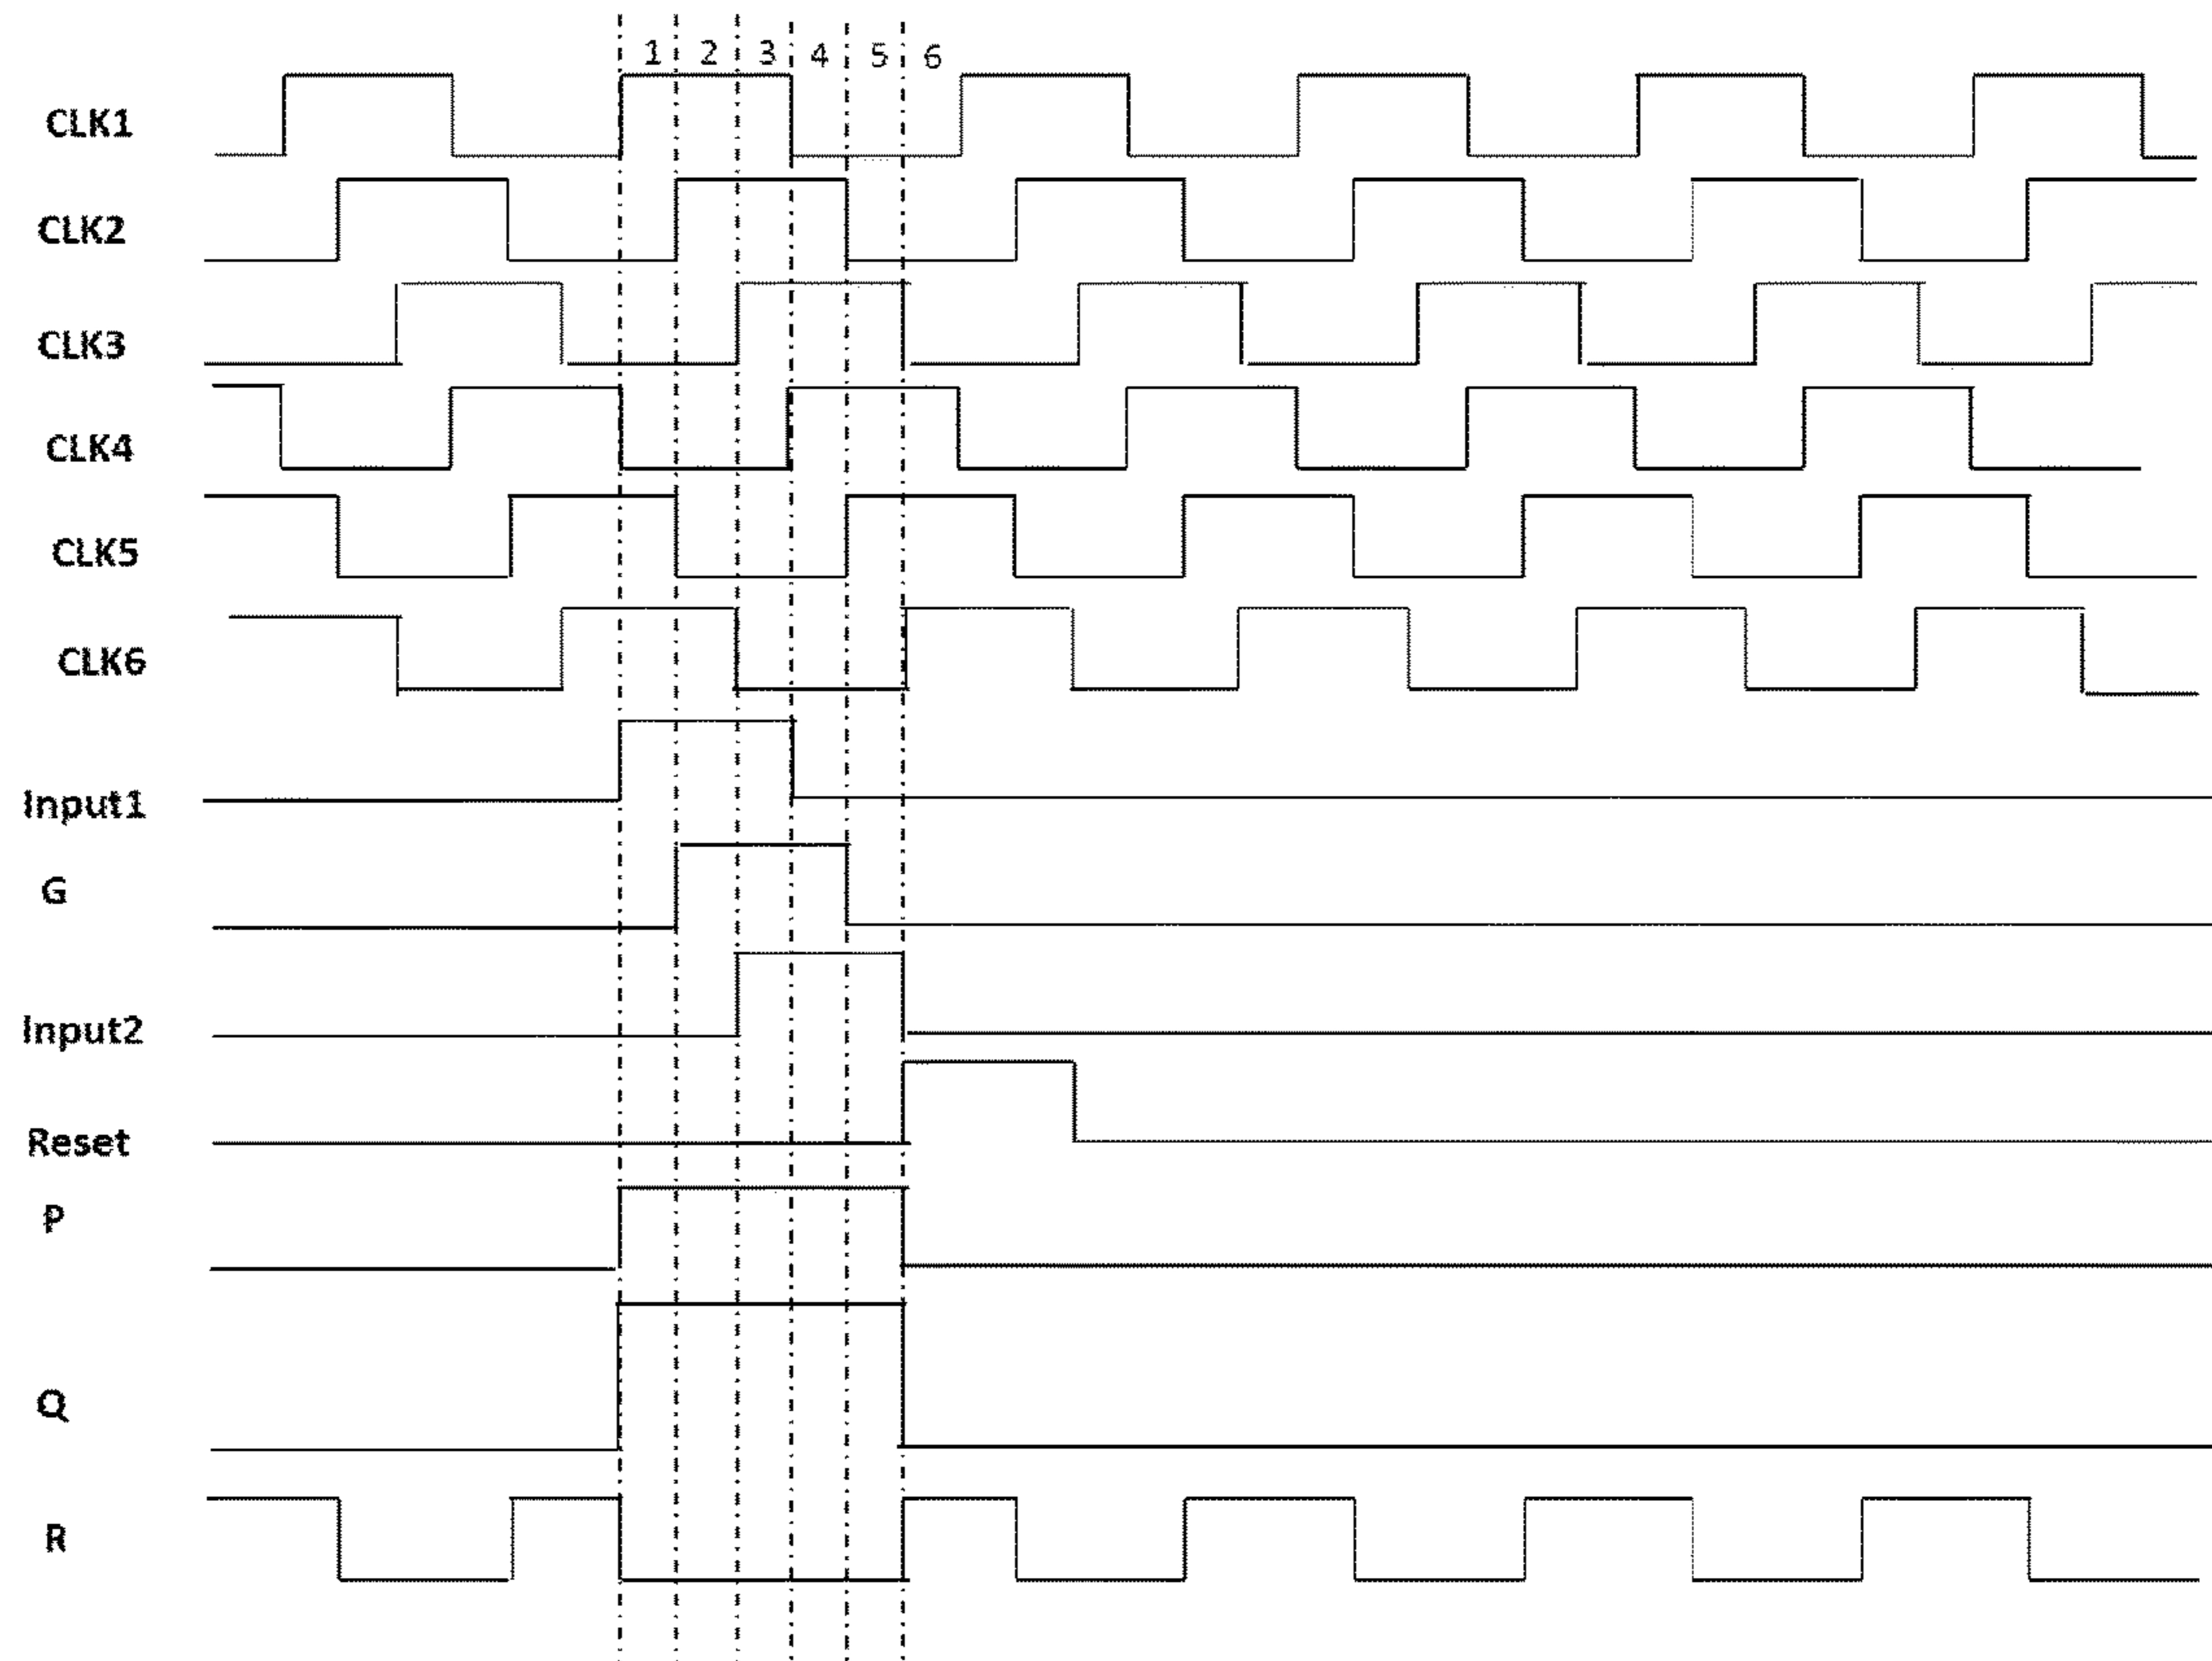 1 2 3 4 5 6
CLK1
CLK2
CLK3
CLK4
CLK5
CLK6
Input1
G
Input2
Reset
P
Q
R